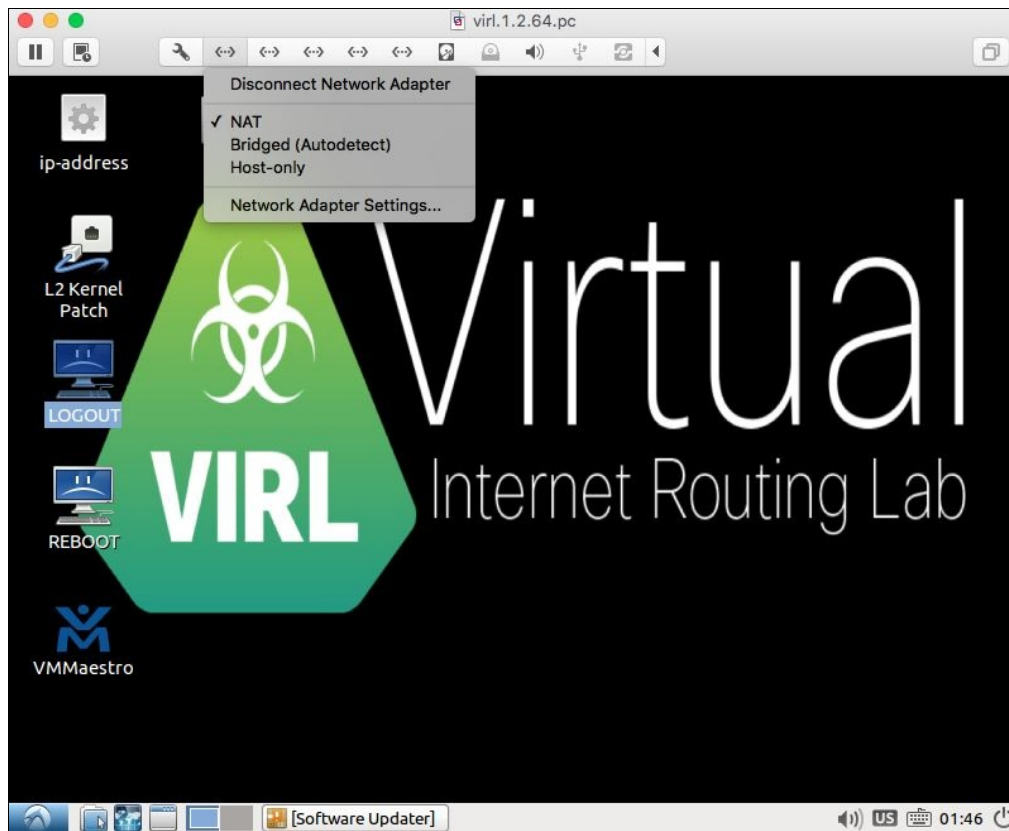 virl.1.2.64.pc
Disconnect Network Adapter
✓ NAT
Bridged (Autodetect)
Host-only
Network Adapter Settings...
ip-address
L2 Kernel
Patch
LOGOUT
REBOOT
VMMaestro
VIRL
Virtual
Internet Routing Lab
[Software Updater]
US
01:46